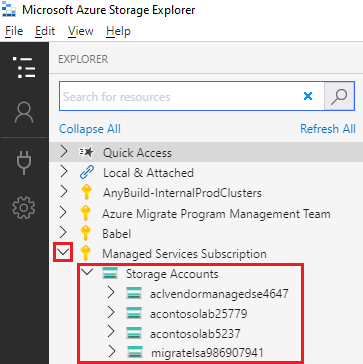 Microsoft Azure Storage Explorer
File Edit View Help
EXPLORER
Search for resources
Collapse All Refresh All
Quick Access
Local & Attached
AnyBuild-InternalProdClusters
Azure Migrate Program Management Team
Babel
Managed Services Subscription
Storage Accounts
aclvendormanagedse4647
acontosolab25779
acontosolab5237
migratelsa986907941